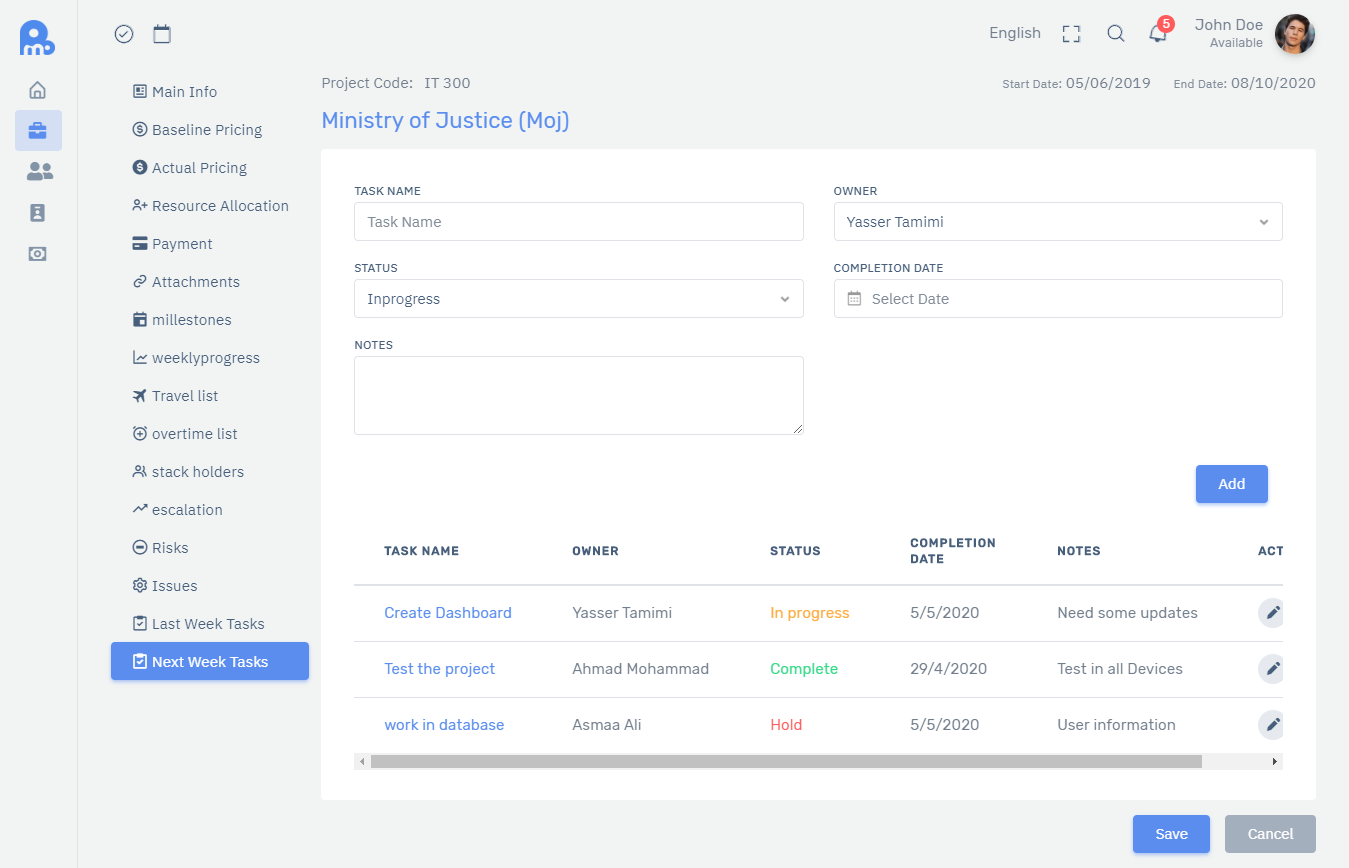 English
5
John Doe
Available
Main Info
Baseline Pricing
Actual Pricing
Resource Allocation
Payment
Attachments
millestones
weeklyprogress
Travel list
overtime list
stack holders
escalation
Risks
Issues
Last Week Tasks
Next Week Tasks
Project Code: IT 300
Start Date: 05/06/2019 End Date: 08/10/2020
Ministry of Justice (Moj)
TASK NAME
Task Name
OWNER
Yasser Tamimi
STATUS
Inprogress
COMPLETION DATE
Select Date
NOTES
Add
TASK NAME OWNER STATUS COMPLETION DATE NOTES ACT
Create Dashboard Yasser Tamimi In progress 5/5/2020 Need some updates
Test the project Ahmad Mohammad Complete 29/4/2020 Test in all Devices
work in database Asmaa Ali Hold 5/5/2020 User information
Save Cancel